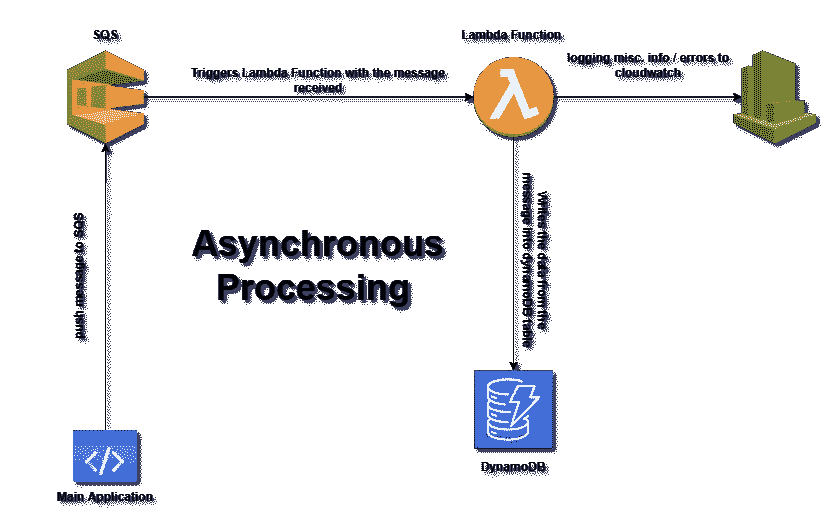 SQS
Lambda Function
logging misc. info / errors to
cloudwatch
Triggers Lambda Function with the message
received
push message to SQS
Asynchronous
Processing
Writes the data from the
message into dynamoDB table
</>
Main Application
DynamoDB